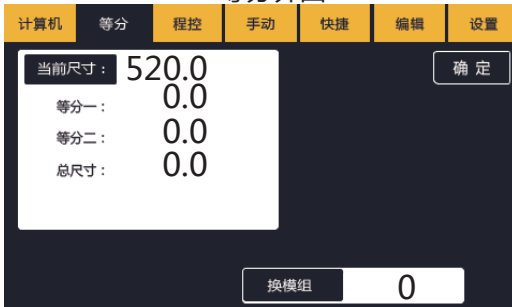 计算机 等分 程控 手动 快捷 编辑 设置
当前尺寸： 520.0 确 定
等分一： 0.0
等分二： 0.0
总尺寸： 0.0
换模组 0